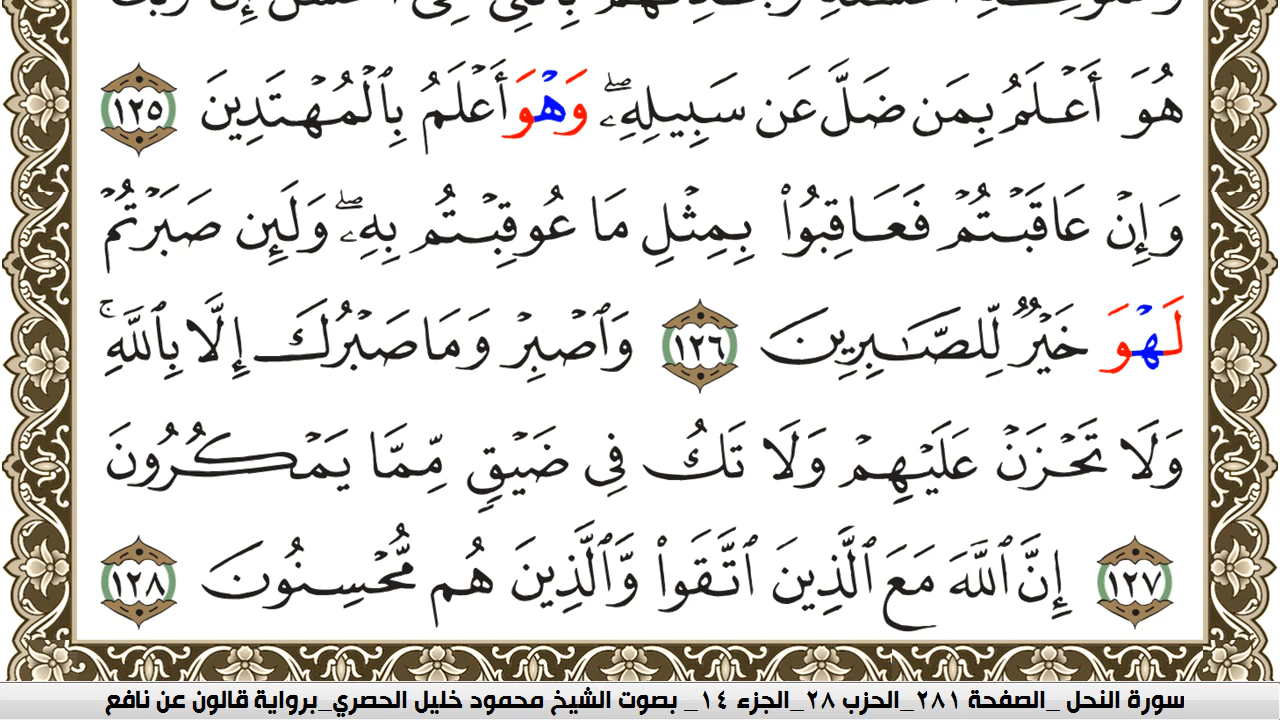 هُوَ أَعْلَمُ بِمَن ضَلَّ عَن سَبِيلِهِۦۖ وَهْوَ أَعْلَمُ بِالْمُهْتَدِينَ ١٢٥
وَإِنْ عَاقَبْتُمْ فَعَاقِبُواْ بِمِثْلِ مَا عُوقِبْتُم بِهِۦۖ وَلَئِن صَبَرْتُمْ
لَهْوَ خَيْرٌ لِّلصَّٰبِرِينَ ١٢٦ وَٱصْبِرْ وَمَا صَبْرُكَ إِلَّا بِٱللَّهِۚ
وَلَا تَحْزَنْ عَلَيْهِمْ وَلَا تَكُ فِى ضَيْقٍ مِّمَّا يَمْكُرُونَ
١٢٧ إِنَّ ٱللَّهَ مَعَ ٱلَّذِينَ ٱتَّقَواْ وَّٱلَّذِينَ هُم مُّحْسِنُونَ ١٢٨
سورة النحل _الصفحة ٢٨١_الحزب ٢٨_الجزء ١٤_ بصوت الشيخ محمود خليل الحصري_برواية قالون عن نافع